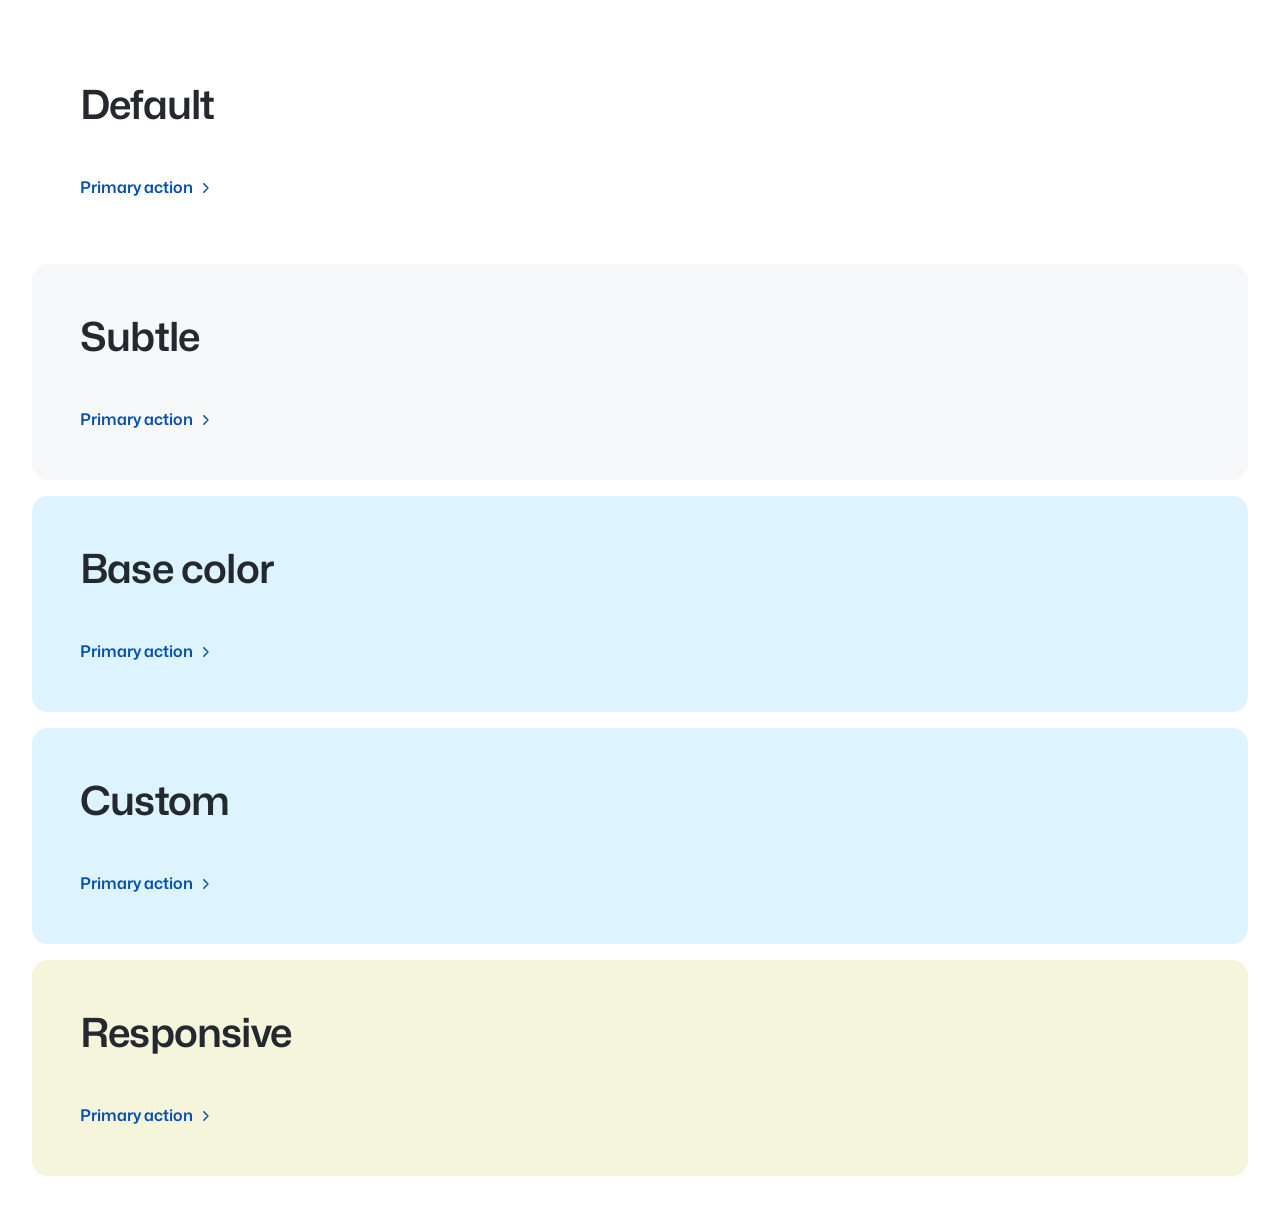 Default
Primary action
Subtle
Primary action
Base color
Primary action
Custom
Primary action
Responsive
Primary action